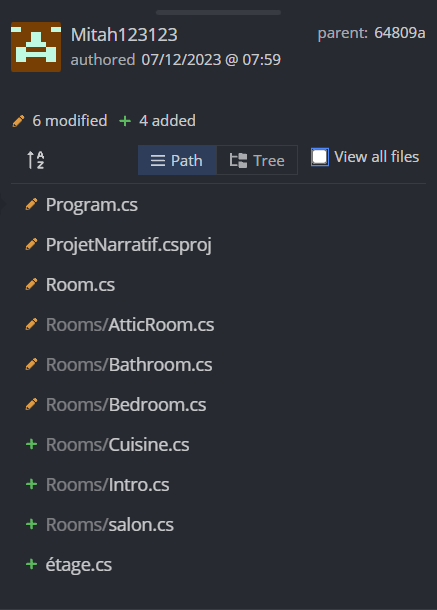 Mitah123123
parent: 64809a
authored 07/12/2023 @ 07:59
6 modified 4 added
A
Z
Path Tree View all files
Program.cs
ProjetNarratif.csproj
Room.cs
Rooms/AtticRoom.cs
Rooms/Bathroom.cs
Rooms/Bedroom.cs
Rooms/Cuisine.cs
Rooms/Intro.cs
Rooms/salon.cs
étage.cs